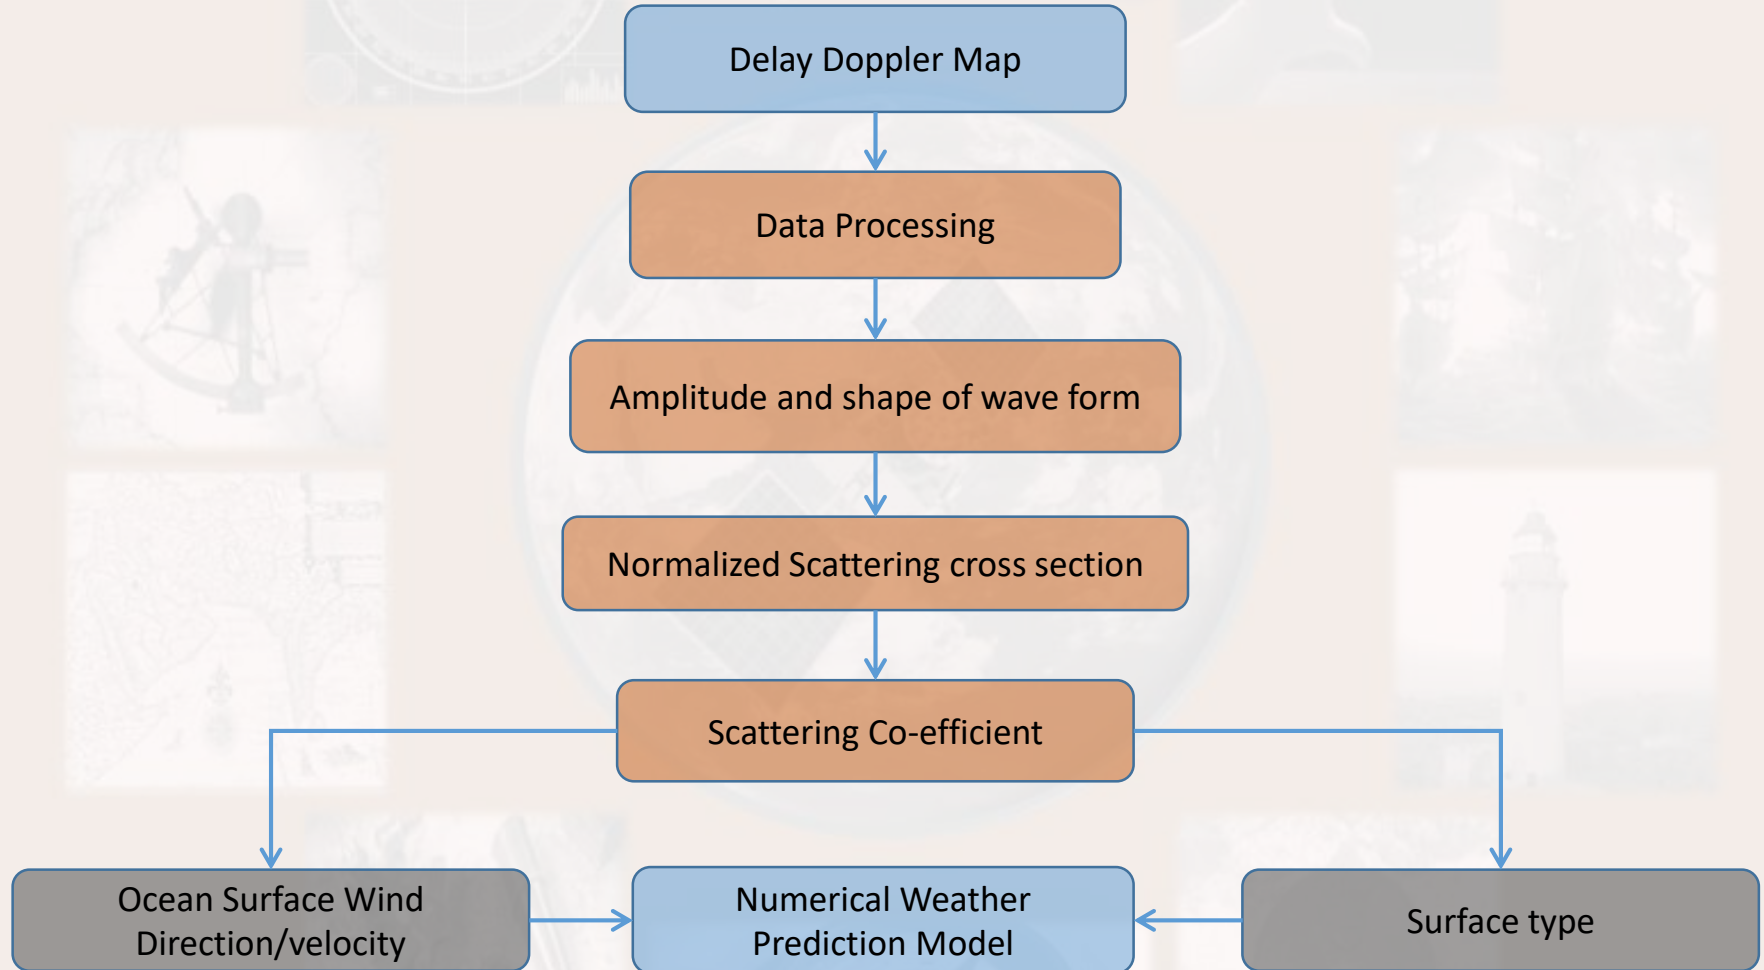 Delay Doppler Map
Data Processing
Amplitude and shape of wave form
Normalized Scattering cross section
Scattering Co-efficient
Ocean Surface Wind
Direction/velocity
Numerical Weather
Prediction Model
Surface type